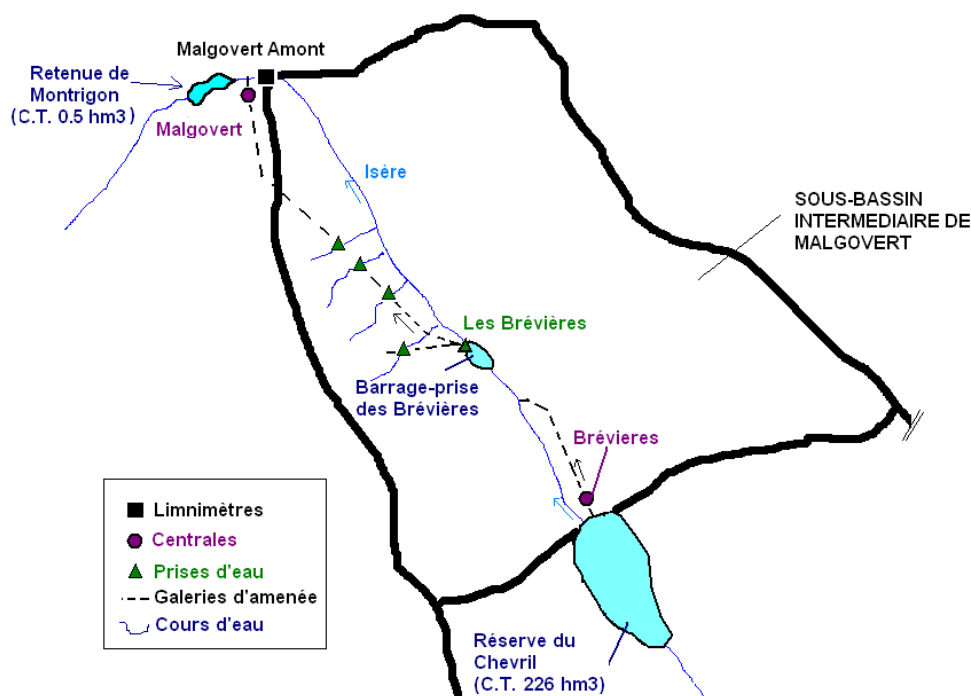 Malgovert Amont
Retenue de
Montrigon
(C.T. 0.5 hm3)
Malgovert
Isère
SOUS-BASSIN
INTERMEDIAIRE DE
MALGOVERT
Les Brévières
Barrage-prise
des Brévières
Brévieres
Limnimètres
Centrales
Prises d'eau
Galeries d'amenée
Cours d'eau
Réserve du
Chevril
(C.T. 226 hm3)